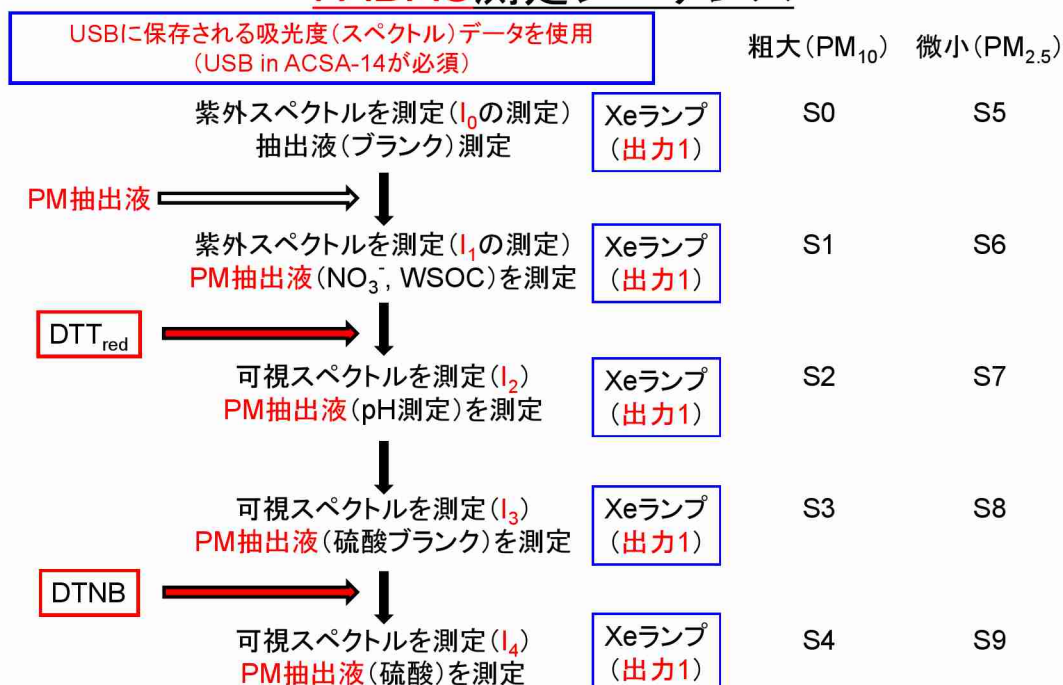 USBに保存される吸光度(スペクトル)データを使用
(USB in ACSA-14が必須)
粗大(PM10) 微小(PM2.5)
紫外スペクトルを測定(I0の測定)
抽出液(ブランク)測定
Xeランプ
(出力1)
S0 S5
PM抽出液
紫外スペクトルを測定(I1の測定)
PM抽出液(NO3-, WSOC)を測定
Xeランプ
(出力1)
S1 S6
DTTred
可視スペクトルを測定(I2)
PM抽出液(pH測定)を測定
Xeランプ
(出力1)
S2 S7
可視スペクトルを測定(I3)
PM抽出液(硫酸ブランク)を測定
Xeランプ
(出力1)
S3 S8
DTNB
可視スペクトルを測定(I4)
PM抽出液(硫酸)を測定
Xeランプ
(出力1)
S4 S9